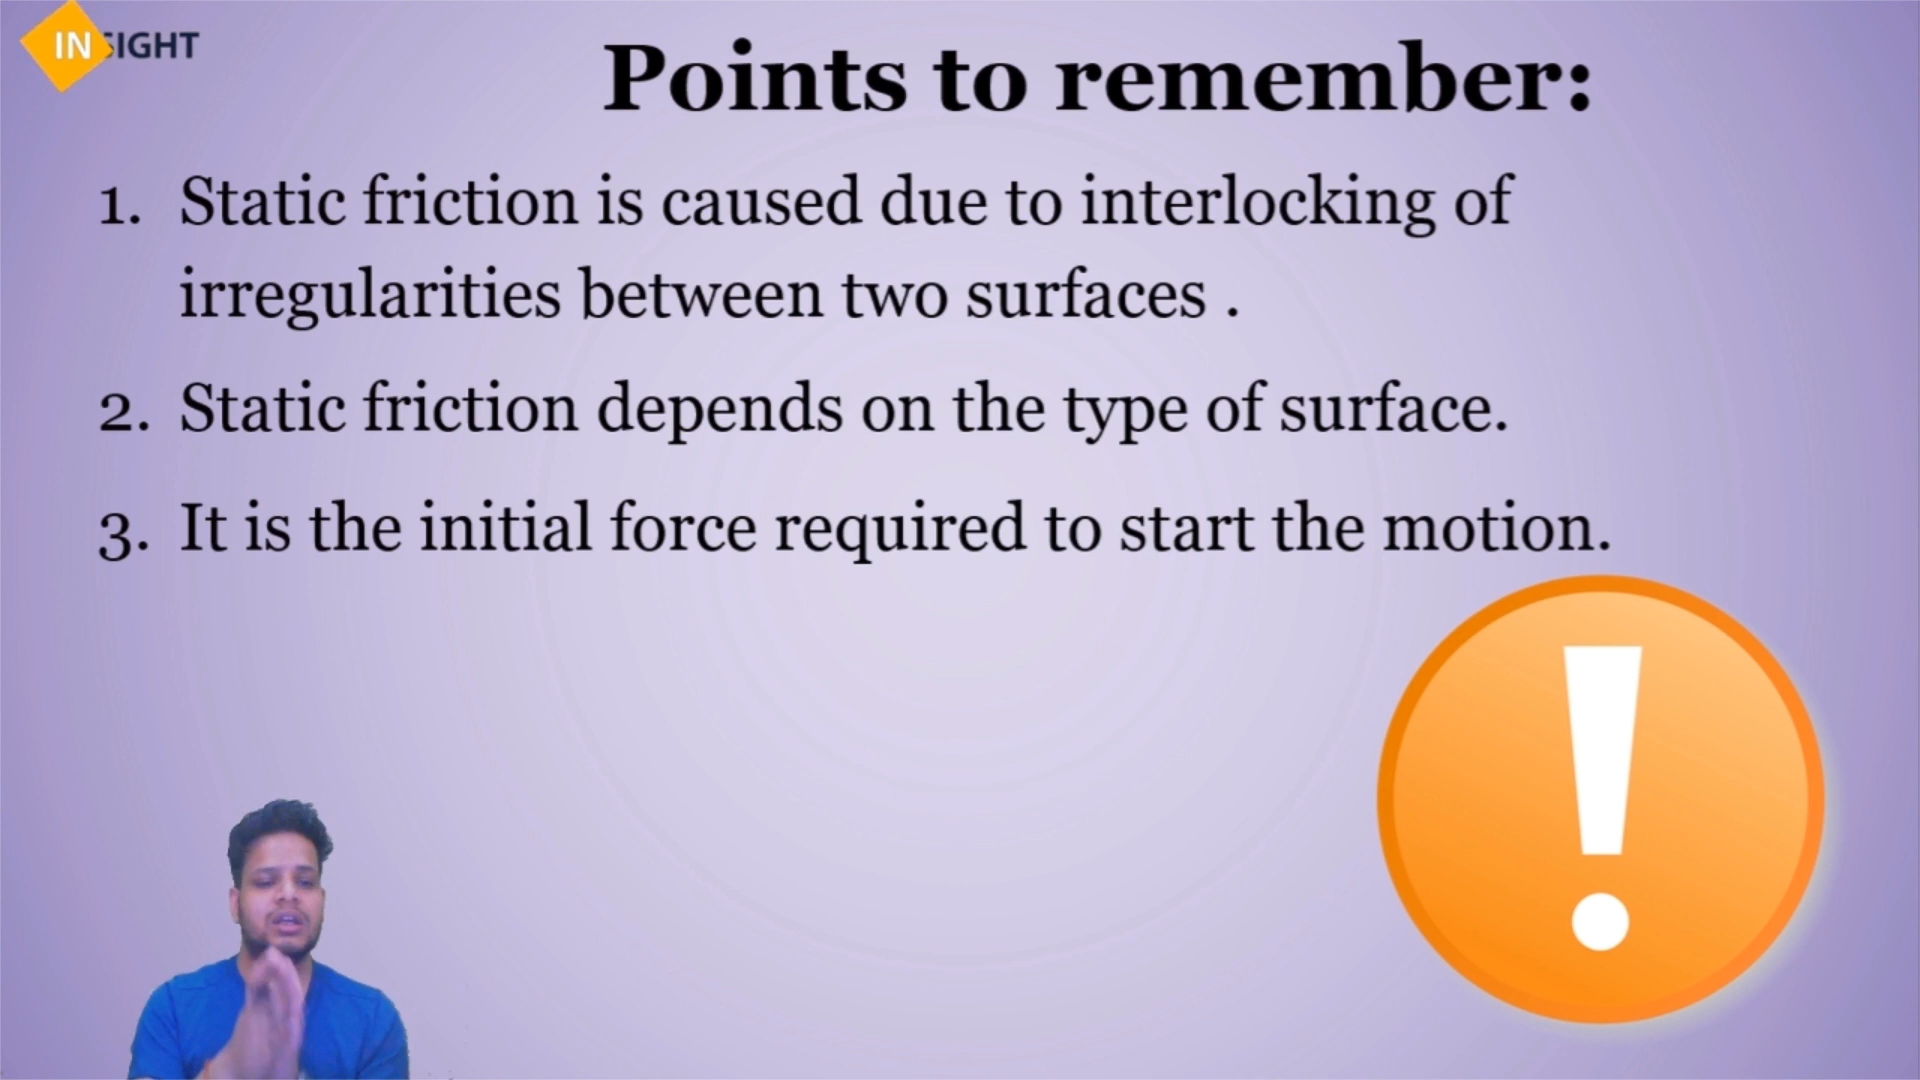 INSIGHT
Points to remember:
1. Static friction is caused due to interlocking of
irregularities between two surfaces .
2. Static friction depends on the type of surface.
3. It is the initial force required to start the motion.
!